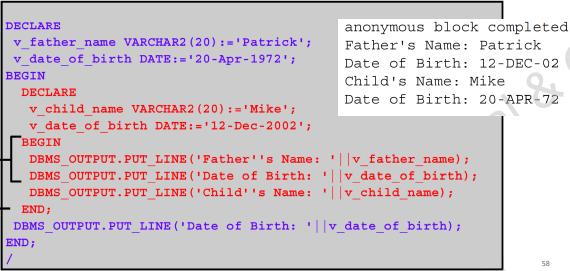 DECLARE
v_father_name VARCHAR2(20):='Patrick';
v_date_of_birth DATE:='20-Apr-1972';
BEGIN
DECLARE
v_child_name VARCHAR2(20):='Mike';
v_date_of_birth DATE:='12-Dec-2002';
BEGIN
DBMS_OUTPUT.PUT_LINE('Father''s Name: '||v_father_name);
DBMS_OUTPUT.PUT_LINE('Date of Birth: '||v_date_of_birth);
DBMS_OUTPUT.PUT_LINE('Child''s Name: '||v_child_name);
END;
DBMS_OUTPUT.PUT_LINE('Date of Birth: '||v_date_of_birth);
END;
/
anonymous block completed
Father's Name: Patrick
Date of Birth: 12-DEC-02
Child's Name: Mike
Date of Birth: 20-APR-72
58